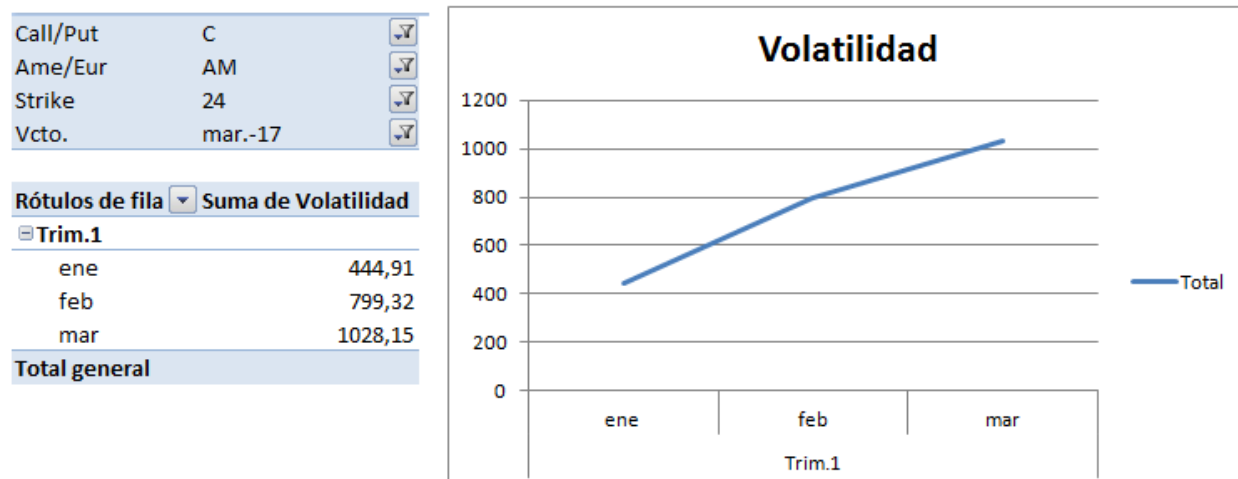 Call/Put C
Ame/Eur AM
Strike 24
Vcto. mar.-17
Rótulos de fila Suma de Volatilidad
Trim.1
ene 444,91
feb 799,32
mar 1028,15
Total general
Volatilidad
1200
1000
800
600
400
200
0
ene feb mar
Trim.1
Total